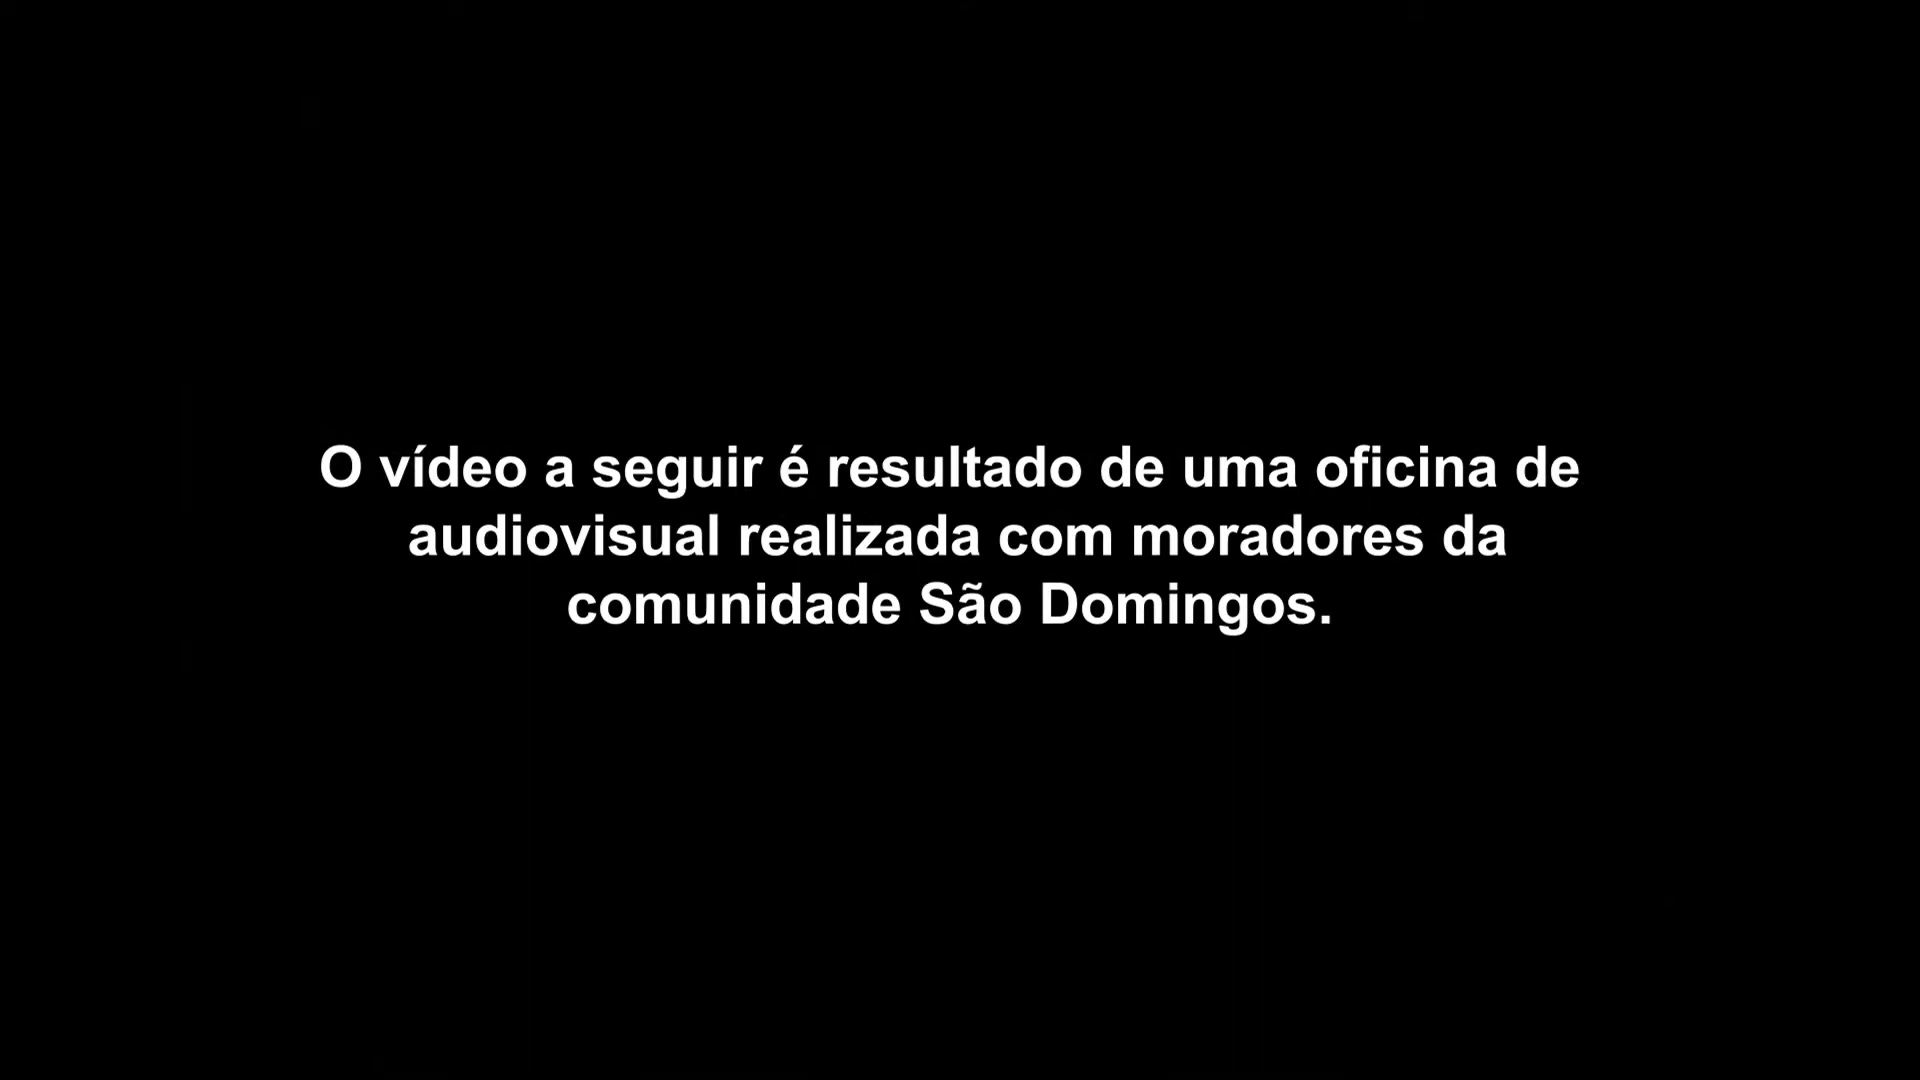 O vídeo a seguir é resultado de uma oficina de
audiovisual realizada com moradores da
comunidade São Domingos.